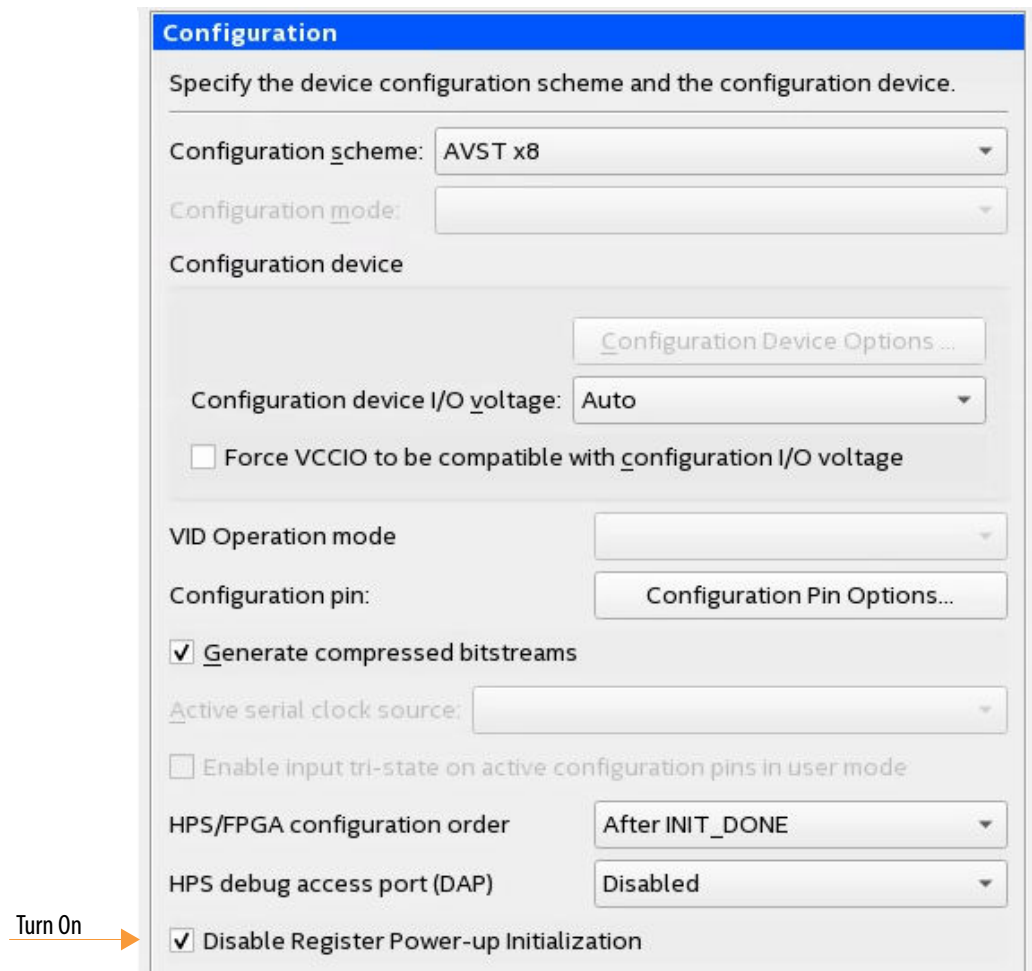 Configuration
Specify the device configuration scheme and the configuration device.
Configuration scheme: AVST x8
Configuration mode:
Configuration device
Configuration Device Options ...
Configuration device I/O voltage: Auto
Force VCCIO to be compatible with configuration I/O voltage
VID Operation mode
Configuration pin: Configuration Pin Options...
Generate compressed bitstreams
Active serial clock source:
Enable input tri-state on active configuration pins in user mode
HPS/FPGA configuration order After INIT_DONE
HPS debug access port (DAP) Disabled
Turn On Disable Register Power-up Initialization